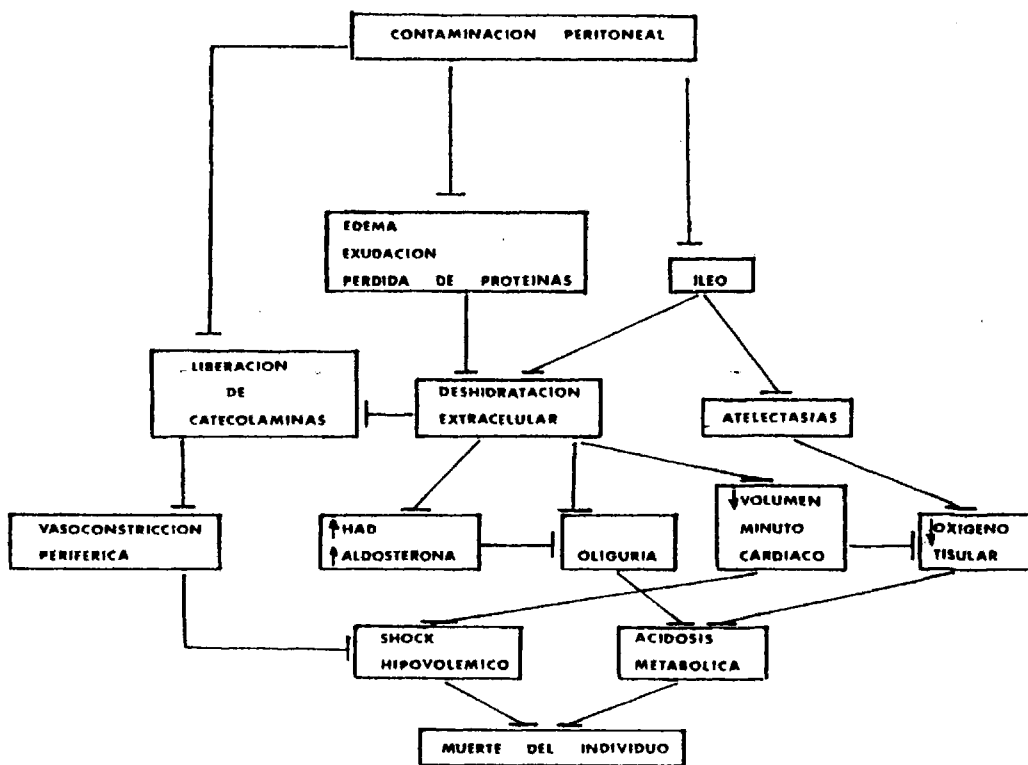 CONTAMINACION PERITONEAL
EDEMA
EXUDACION
PERDIDA DE PROTEINAS
ILEO
LIBERACION
DE
CATECOLAMINAS
DESHIDRATACION
EXTRACELULAR
ATELECTASIAS
VASOCONSTRICCION
PERIFERICA
↑ HAD
↑ ALDOSTERONA
OLIGURIA
↓ VOLUMEN
MINUTO
CARDIACO
↓ OXIGENO
TISULAR
SHOCK
HIPOVOLEMICO
ACIDOSIS
METABOLICA
MUERTE DEL INDIVIDUO